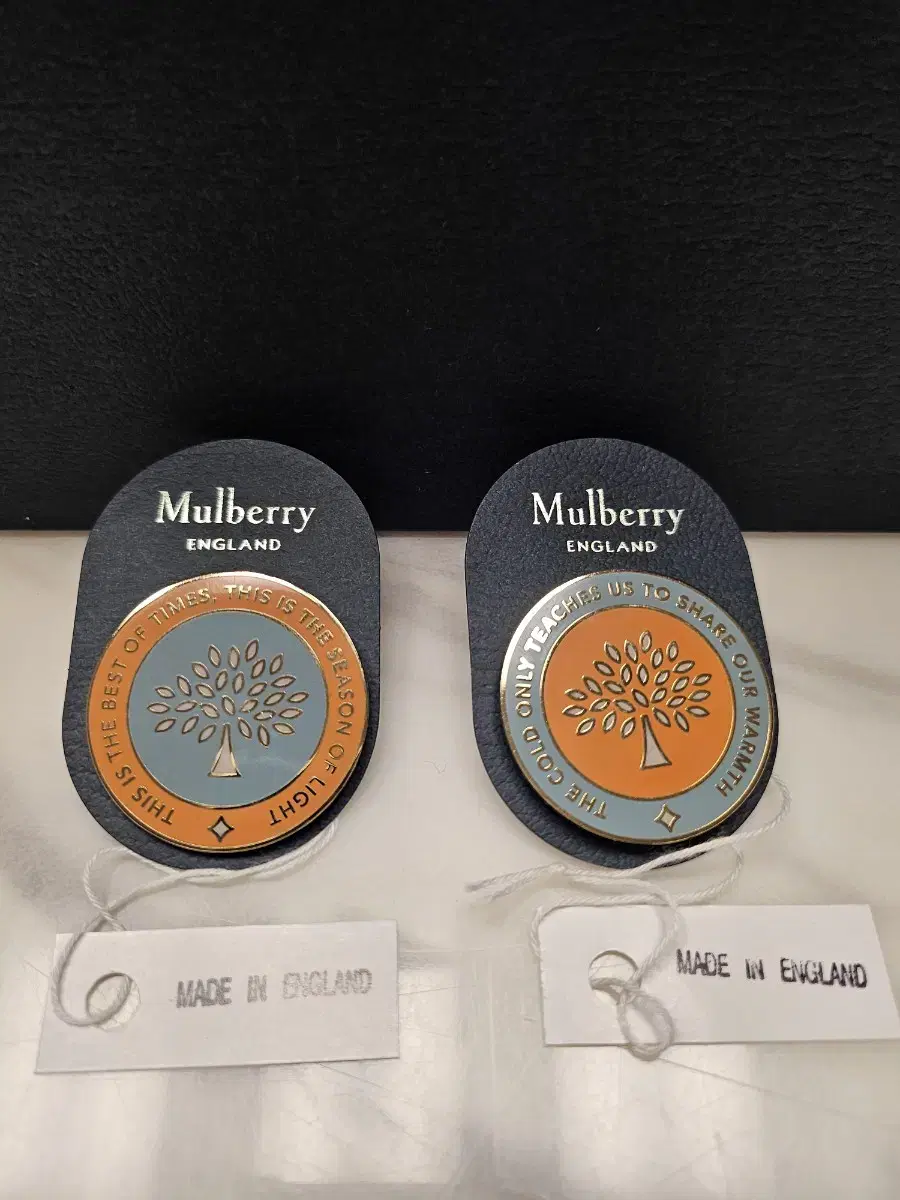 Mulberry
ENGLAND
THIS IS THE BEST OF TIMES, THIS IS THE SEASON OF LIGHT
MADE IN ENGLAND
Mulberry
ENGLAND
THE COLD ONLY TEACHES US TO SHARE OUR WARMTH
MADE IN ENGLAND